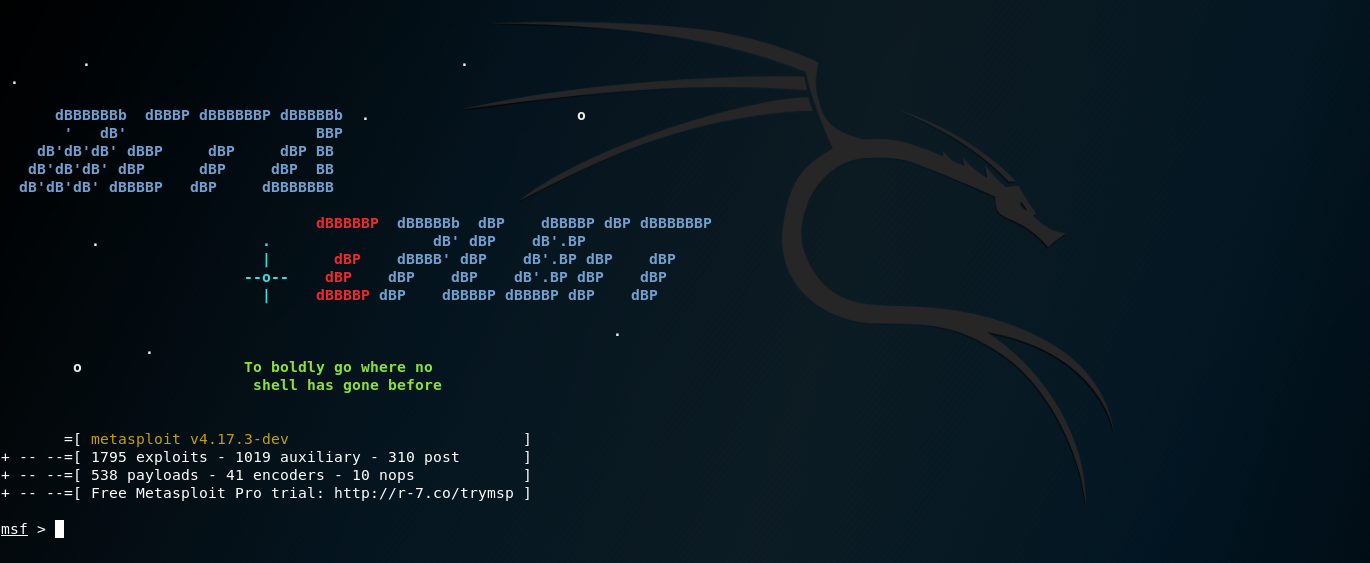 .                                         .
 .

      dBBBBBBb  dBBBP dBBBBBBP dBBBBBb  .                       o
       '   dB'                     BBP
    dB'dB'dB' dBBP     dBP     dBP BB
   dB'dB'dB' dBP      dBP     dBP  BB
  dB'dB'dB' dBBBBP   dBP     dBBBBBBB

                                   dBBBBBP  dBBBBBb  dBP    dBBBBP dBP dBBBBBBP
          .                  .                  dB' dBP    dB'.BP
                             |       dBP    dBBBB' dBP    dB'.BP dBP    dBP
                           --o--    dBP    dBP    dBP    dB'.BP dBP    dBP
                             |     dBBBBP dBP    dBBBBP dBBBBP dBP    dBP

                                                                    .
                .
        o                  To boldly go where no
                            shell has gone before


       =[ metasploit v4.17.3-dev                          ]
+ -- --=[ 1795 exploits - 1019 auxiliary - 310 post       ]
+ -- --=[ 538 payloads - 41 encoders - 10 nops            ]
+ -- --=[ Free Metasploit Pro trial: http://r-7.co/trymsp ]

msf >